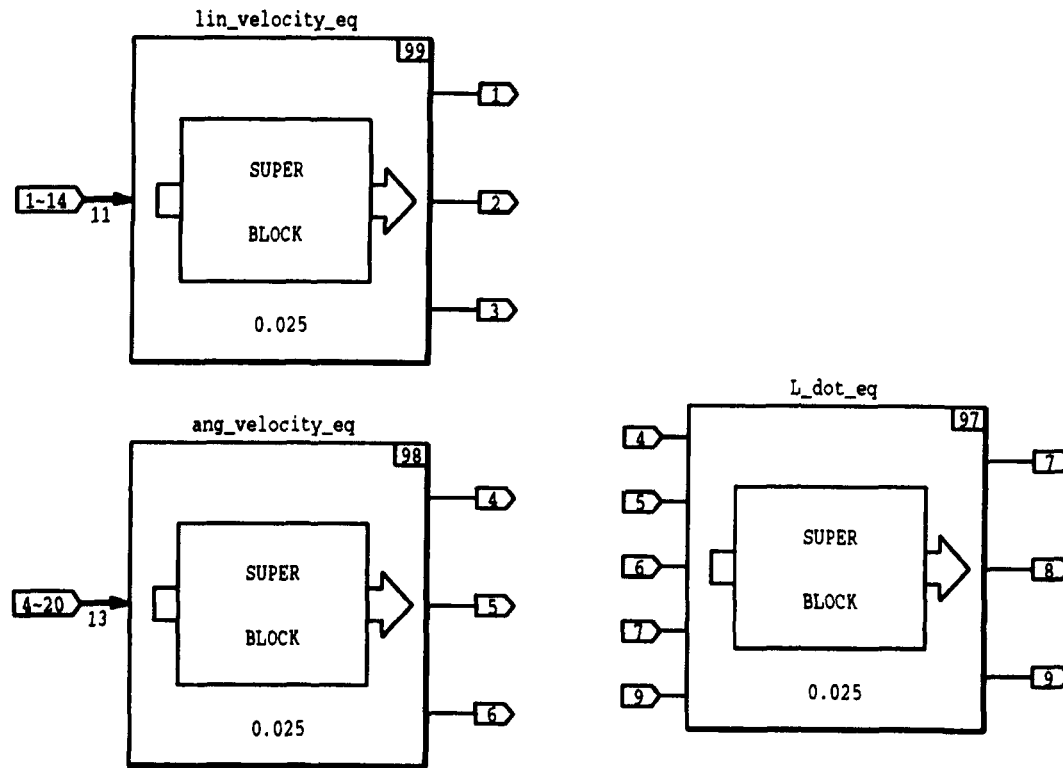 lin_velocity_eq
99
1
1~14
11
SUPER
BLOCK
2
3
0.025
ang_velocity_eq
98
4
4~20
13
SUPER
BLOCK
5
6
0.025
L_dot_eq
97
4
5
6
7
9
SUPER
BLOCK
7
8
9
0.025